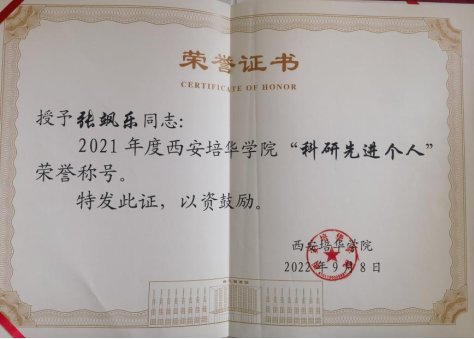 荣誉证书
CERTIFICATE OF HONOR
授予张飒乐同志:
2021年度西安培华学院“科研先进个人”
荣誉称号。
特发此证，以资鼓励。
西安培华学院
2022年9月8日